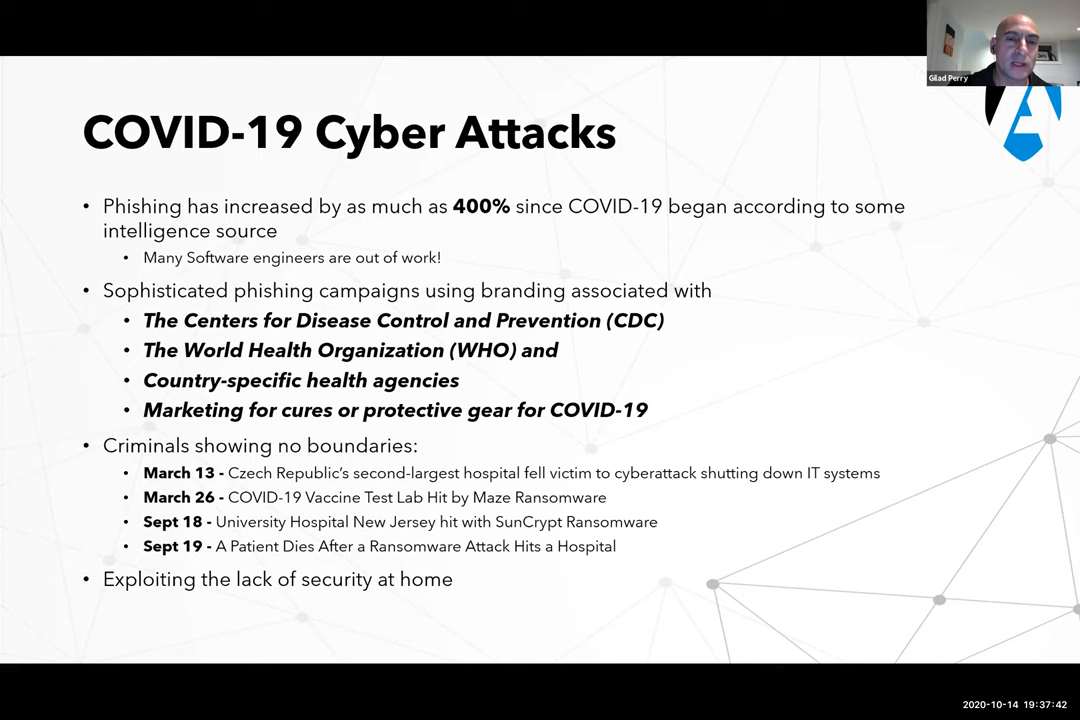 Gilad Perry
COVID-19 Cyber Attacks
• Phishing has increased by as much as 400% since COVID-19 began according to some
intelligence source
• Many Software engineers are out of work!
• Sophisticated phishing campaigns using branding associated with
• The Centers for Disease Control and Prevention (CDC)
• The World Health Organization (WHO) and
• Country-specific health agencies
• Marketing for cures or protective gear for COVID-19
• Criminals showing no boundaries:
• March 13 - Czech Republic's second-largest hospital fell victim to cyberattack shutting down IT systems
• March 26 - COVID-19 Vaccine Test Lab Hit by Maze Ransomware
• Sept 18 - University Hospital New Jersey hit with SunCrypt Ransomware
• Sept 19 - A Patient Dies After a Ransomware Attack Hits a Hospital
• Exploiting the lack of security at home
2020-10-14 19:37:42